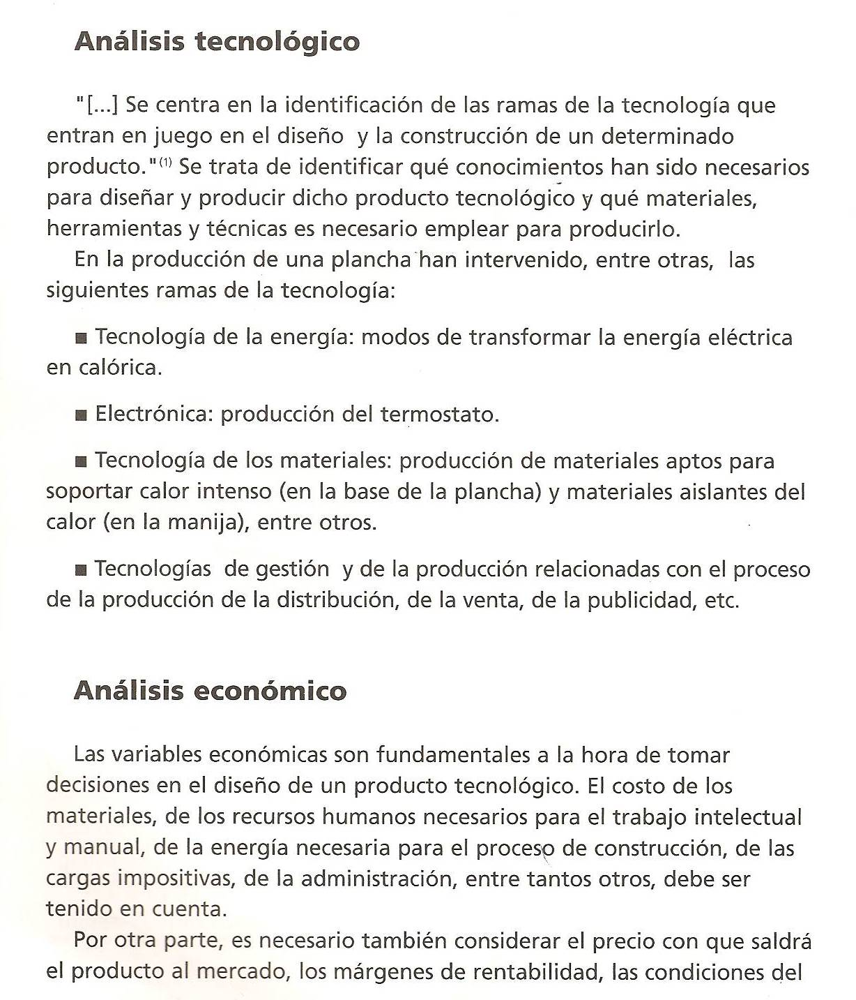 Análisis tecnológico
"[...] Se centra en la identificación de las ramas de la tecnología que
entran en juego en el diseño y la construcción de un determinado
producto."(1) Se trata de identificar qué conocimientos han sido necesarios
para diseñar y producir dicho producto tecnológico y qué materiales,
herramientas y técnicas es necesario emplear para producirlo.
En la producción de una plancha han intervenido, entre otras, las
siguientes ramas de la tecnología:
■ Tecnología de la energía: modos de transformar la energía eléctrica
en calórica.
■ Electrónica: producción del termostato.
■ Tecnología de los materiales: producción de materiales aptos para
soportar calor intenso (en la base de la plancha) y materiales aislantes del
calor (en la manija), entre otros.
■ Tecnologías de gestión y de la producción relacionadas con el proceso
de la producción de la distribución, de la venta, de la publicidad, etc.
Análisis económico
Las variables económicas son fundamentales a la hora de tomar
decisiones en el diseño de un producto tecnológico. El costo de los
materiales, de los recursos humanos necesarios para el trabajo intelectual
y manual, de la energía necesaria para el proceso de construcción, de las
cargas impositivas, de la administración, entre tantos otros, debe ser
tenido en cuenta.
Por otra parte, es necesario también considerar el precio con que saldrá
el producto al mercado, los márgenes de rentabilidad, las condiciones del